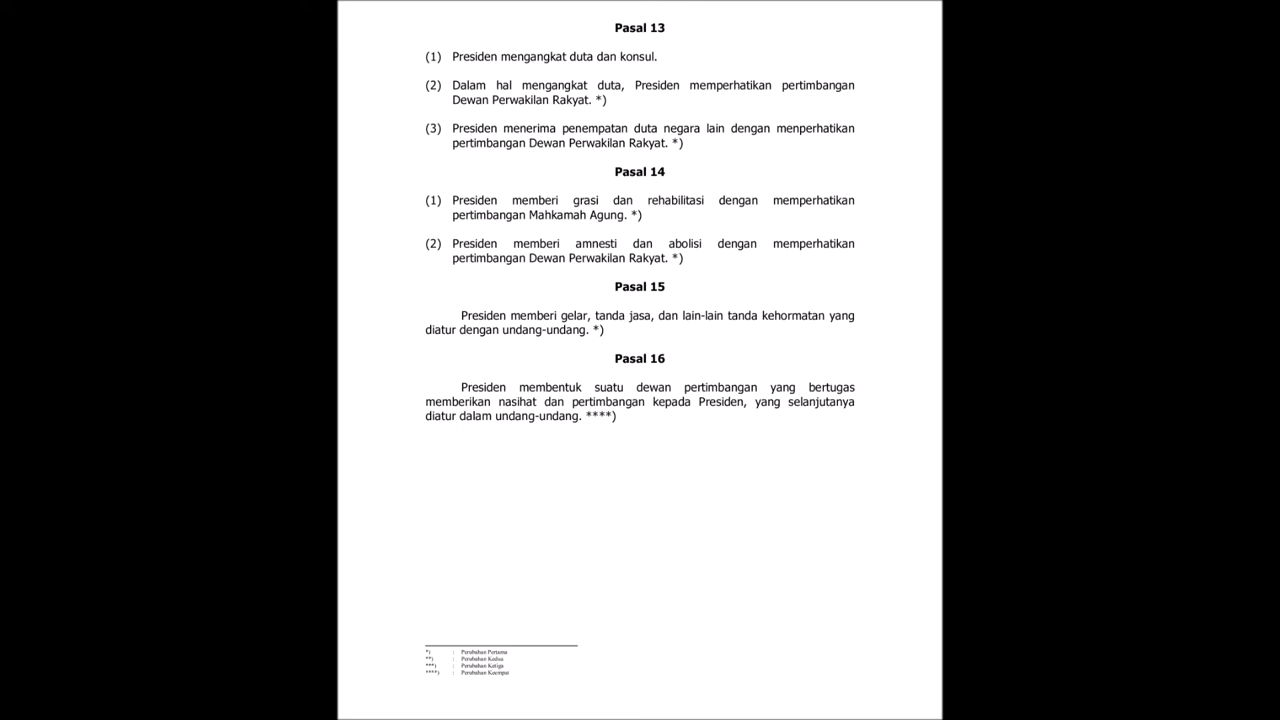 Pasal 13
(1) Presiden mengangkat duta dan konsul.
(2) Dalam hal mengangkat duta, Presiden memperhatikan pertimbangan
Dewan Perwakilan Rakyat. *)
(3) Presiden menerima penempatan duta negara lain dengan menperhatikan
pertimbangan Dewan Perwakilan Rakyat. *)
Pasal 14
(1) Presiden memberi grasi dan rehabilitasi dengan memperhatikan
pertimbangan Mahkamah Agung. *)
(2) Presiden memberi amnesti dan abolisi dengan memperhatikan
pertimbangan Dewan Perwakilan Rakyat. *)
Pasal 15
Presiden memberi gelar, tanda jasa, dan lain-lain tanda kehormatan yang
diatur dengan undang-undang. *)
Pasal 16
Presiden membentuk suatu dewan pertimbangan yang bertugas
memberikan nasihat dan pertimbangan kepada Presiden, yang selanjutanya
diatur dalam undang-undang. ****)
*) : Perubahan Pertama
**) : Perubahan Kedua
***) : Perubahan Ketiga
****) : Perubahan Keempat